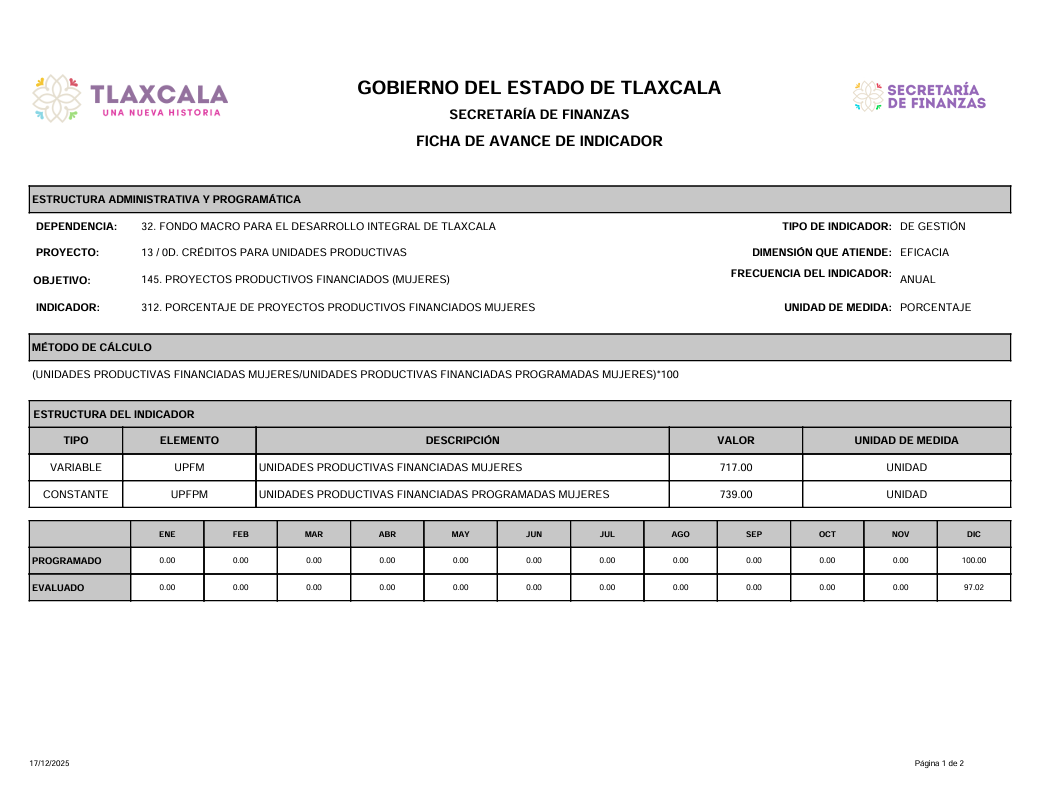 TLAXCALA
UNA NUEVA HISTORIA
GOBIERNO DEL ESTADO DE TLAXCALA
SECRETARÍA DE FINANZAS
FICHA DE AVANCE DE INDICADOR
SECRETARÍA
DE FINANZAS
ESTRUCTURA ADMINISTRATIVA Y PROGRAMÁTICA
DEPENDENCIA: 32. FONDO MACRO PARA EL DESARROLLO INTEGRAL DE TLAXCALA TIPO DE INDICADOR: DE GESTIÓN
PROYECTO: 13 / 0D. CRÉDITOS PARA UNIDADES PRODUCTIVAS DIMENSIÓN QUE ATIENDE: EFICACIA
OBJETIVO: 145. PROYECTOS PRODUCTIVOS FINANCIADOS (MUJERES) FRECUENCIA DEL INDICADOR: ANUAL
INDICADOR: 312. PORCENTAJE DE PROYECTOS PRODUCTIVOS FINANCIADOS MUJERES UNIDAD DE MEDIDA: PORCENTAJE
MÉTODO DE CÁLCULO
(UNIDADES PRODUCTIVAS FINANCIADAS MUJERES/UNIDADES PRODUCTIVAS FINANCIADAS PROGRAMADAS MUJERES)*100
ESTRUCTURA DEL INDICADOR
TIPO ELEMENTO DESCRIPCIÓN VALOR UNIDAD DE MEDIDA
VARIABLE UPFM UNIDADES PRODUCTIVAS FINANCIADAS MUJERES 717.00 UNIDAD
CONSTANTE UPFPM UNIDADES PRODUCTIVAS FINANCIADAS PROGRAMADAS MUJERES 739.00 UNIDAD
ENE FEB MAR ABR MAY JUN JUL AGO SEP OCT NOV DIC
PROGRAMADO 0.00 0.00 0.00 0.00 0.00 0.00 0.00 0.00 0.00 0.00 0.00 100.00
EVALUADO 0.00 0.00 0.00 0.00 0.00 0.00 0.00 0.00 0.00 0.00 0.00 97.02
17/12/2025 Página 1 de 2